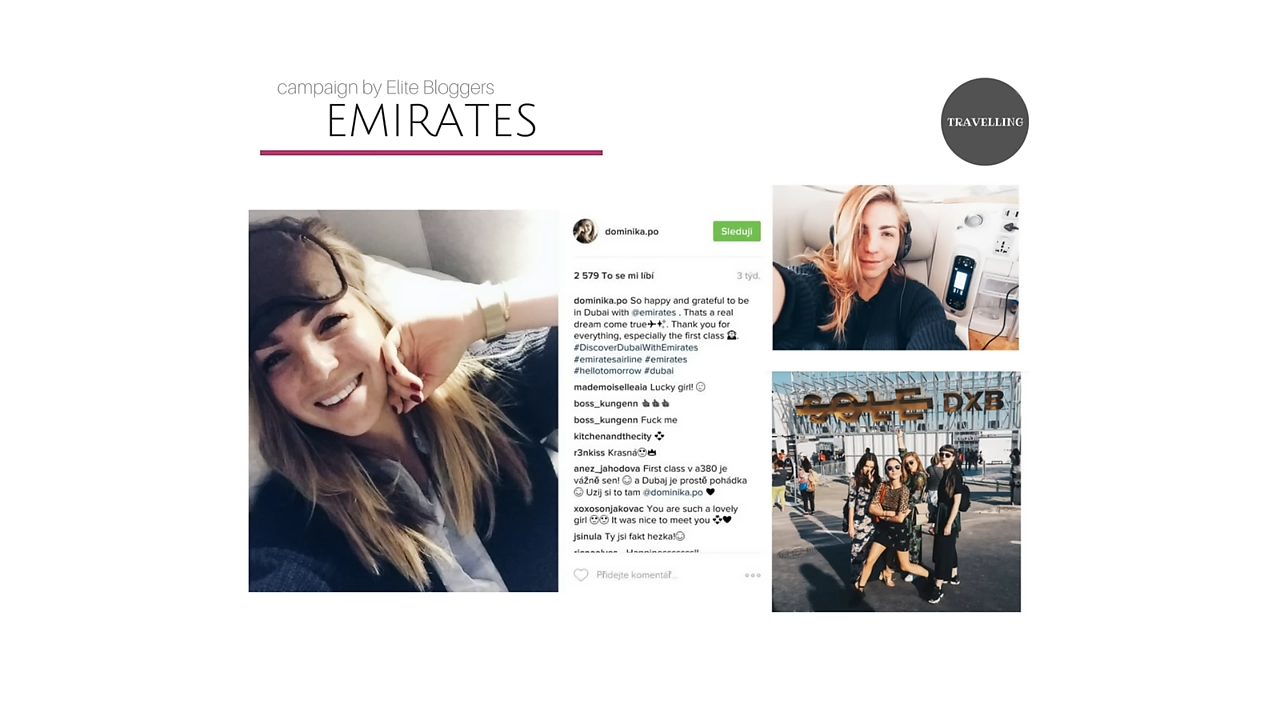 campaign by Elite Bloggers
EMIRATES
TRAVELLING
dominika.po
Sleduji
2 579 To se mi líbí
3 týd.
dominika.po So happy and grateful to be
in Dubai with @emirates . Thats a real
dream come true✈✨. Thank you for
everything, especially the first class
#DiscoverDubaiWithEmirates
#emiratesairline #emirates
#hellotomorrow #dubai
mademoiselleaia Lucky girl!
boss_kungenn
boss_kungenn Fuck me
kitchenandthecity
r3nkiss Krasná
anez_jahodova First class v a380 je
vážně sen! a Dubaj je prostě pohádka
Uzij si to tam @dominika.po ♥
xoxosonjakovac You are such a lovely
girl It was nice to meet you ♥
jsinula Ty jsi fakt hezka!
Přidejte komentář...
SOLE DXB